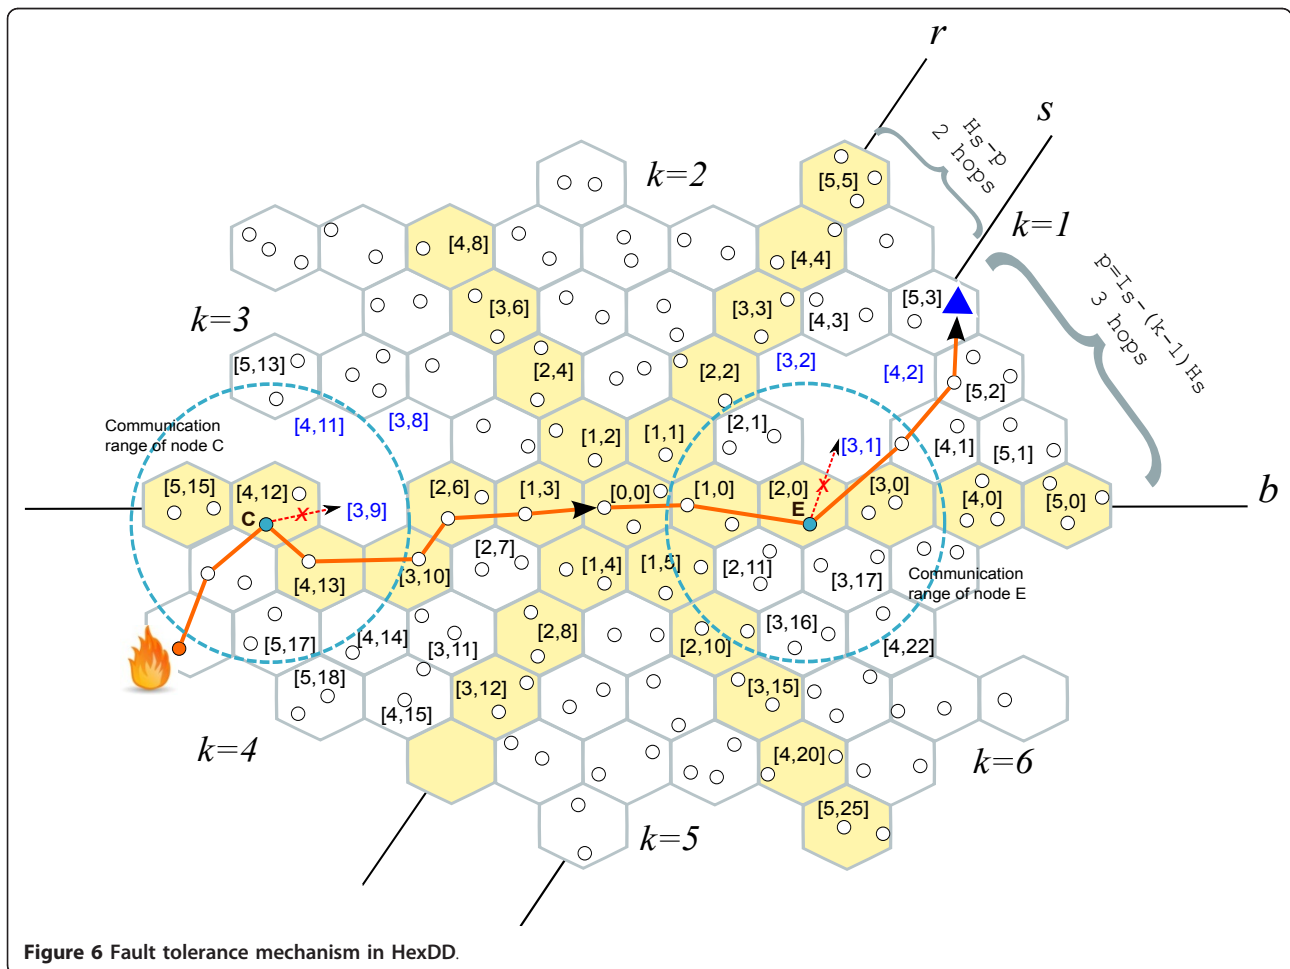 r
s
Hs-p
2 hops
k=2
[5,5]
k=1
[4,8]
[4,4]
p=Is-(k-1)Hs
3 hops
k=3
[3,6]
[3,3]
[4,3]
[5,3]
[5,13]
[2,4]
[2,2]
[3,2]
[4,2]
[5,2]
Communication
range of node C
[4,11]
[3,8]
[1,2]
[1,1]
[2,1]
[3,1]
[4,1]
[5,1]
[5,15]
[4,12]
C
[3,9]
[2,6]
[1,3]
[0,0]
[1,0]
[2,0]
E
[3,0]
[4,0]
[5,0]
b
[4,13]
[3,10]
[2,7]
[1,4]
[1,5]
[2,11]
[3,17]
Communication
range of node E
[5,17]
[4,14]
[3,11]
[2,8]
[2,10]
[3,16]
[4,22]
[5,18]
[4,15]
[3,12]
[3,15]
k=4
[4,20]
k=6
k=5
[5,25]
Figure 6 Fault tolerance mechanism in HexDD.